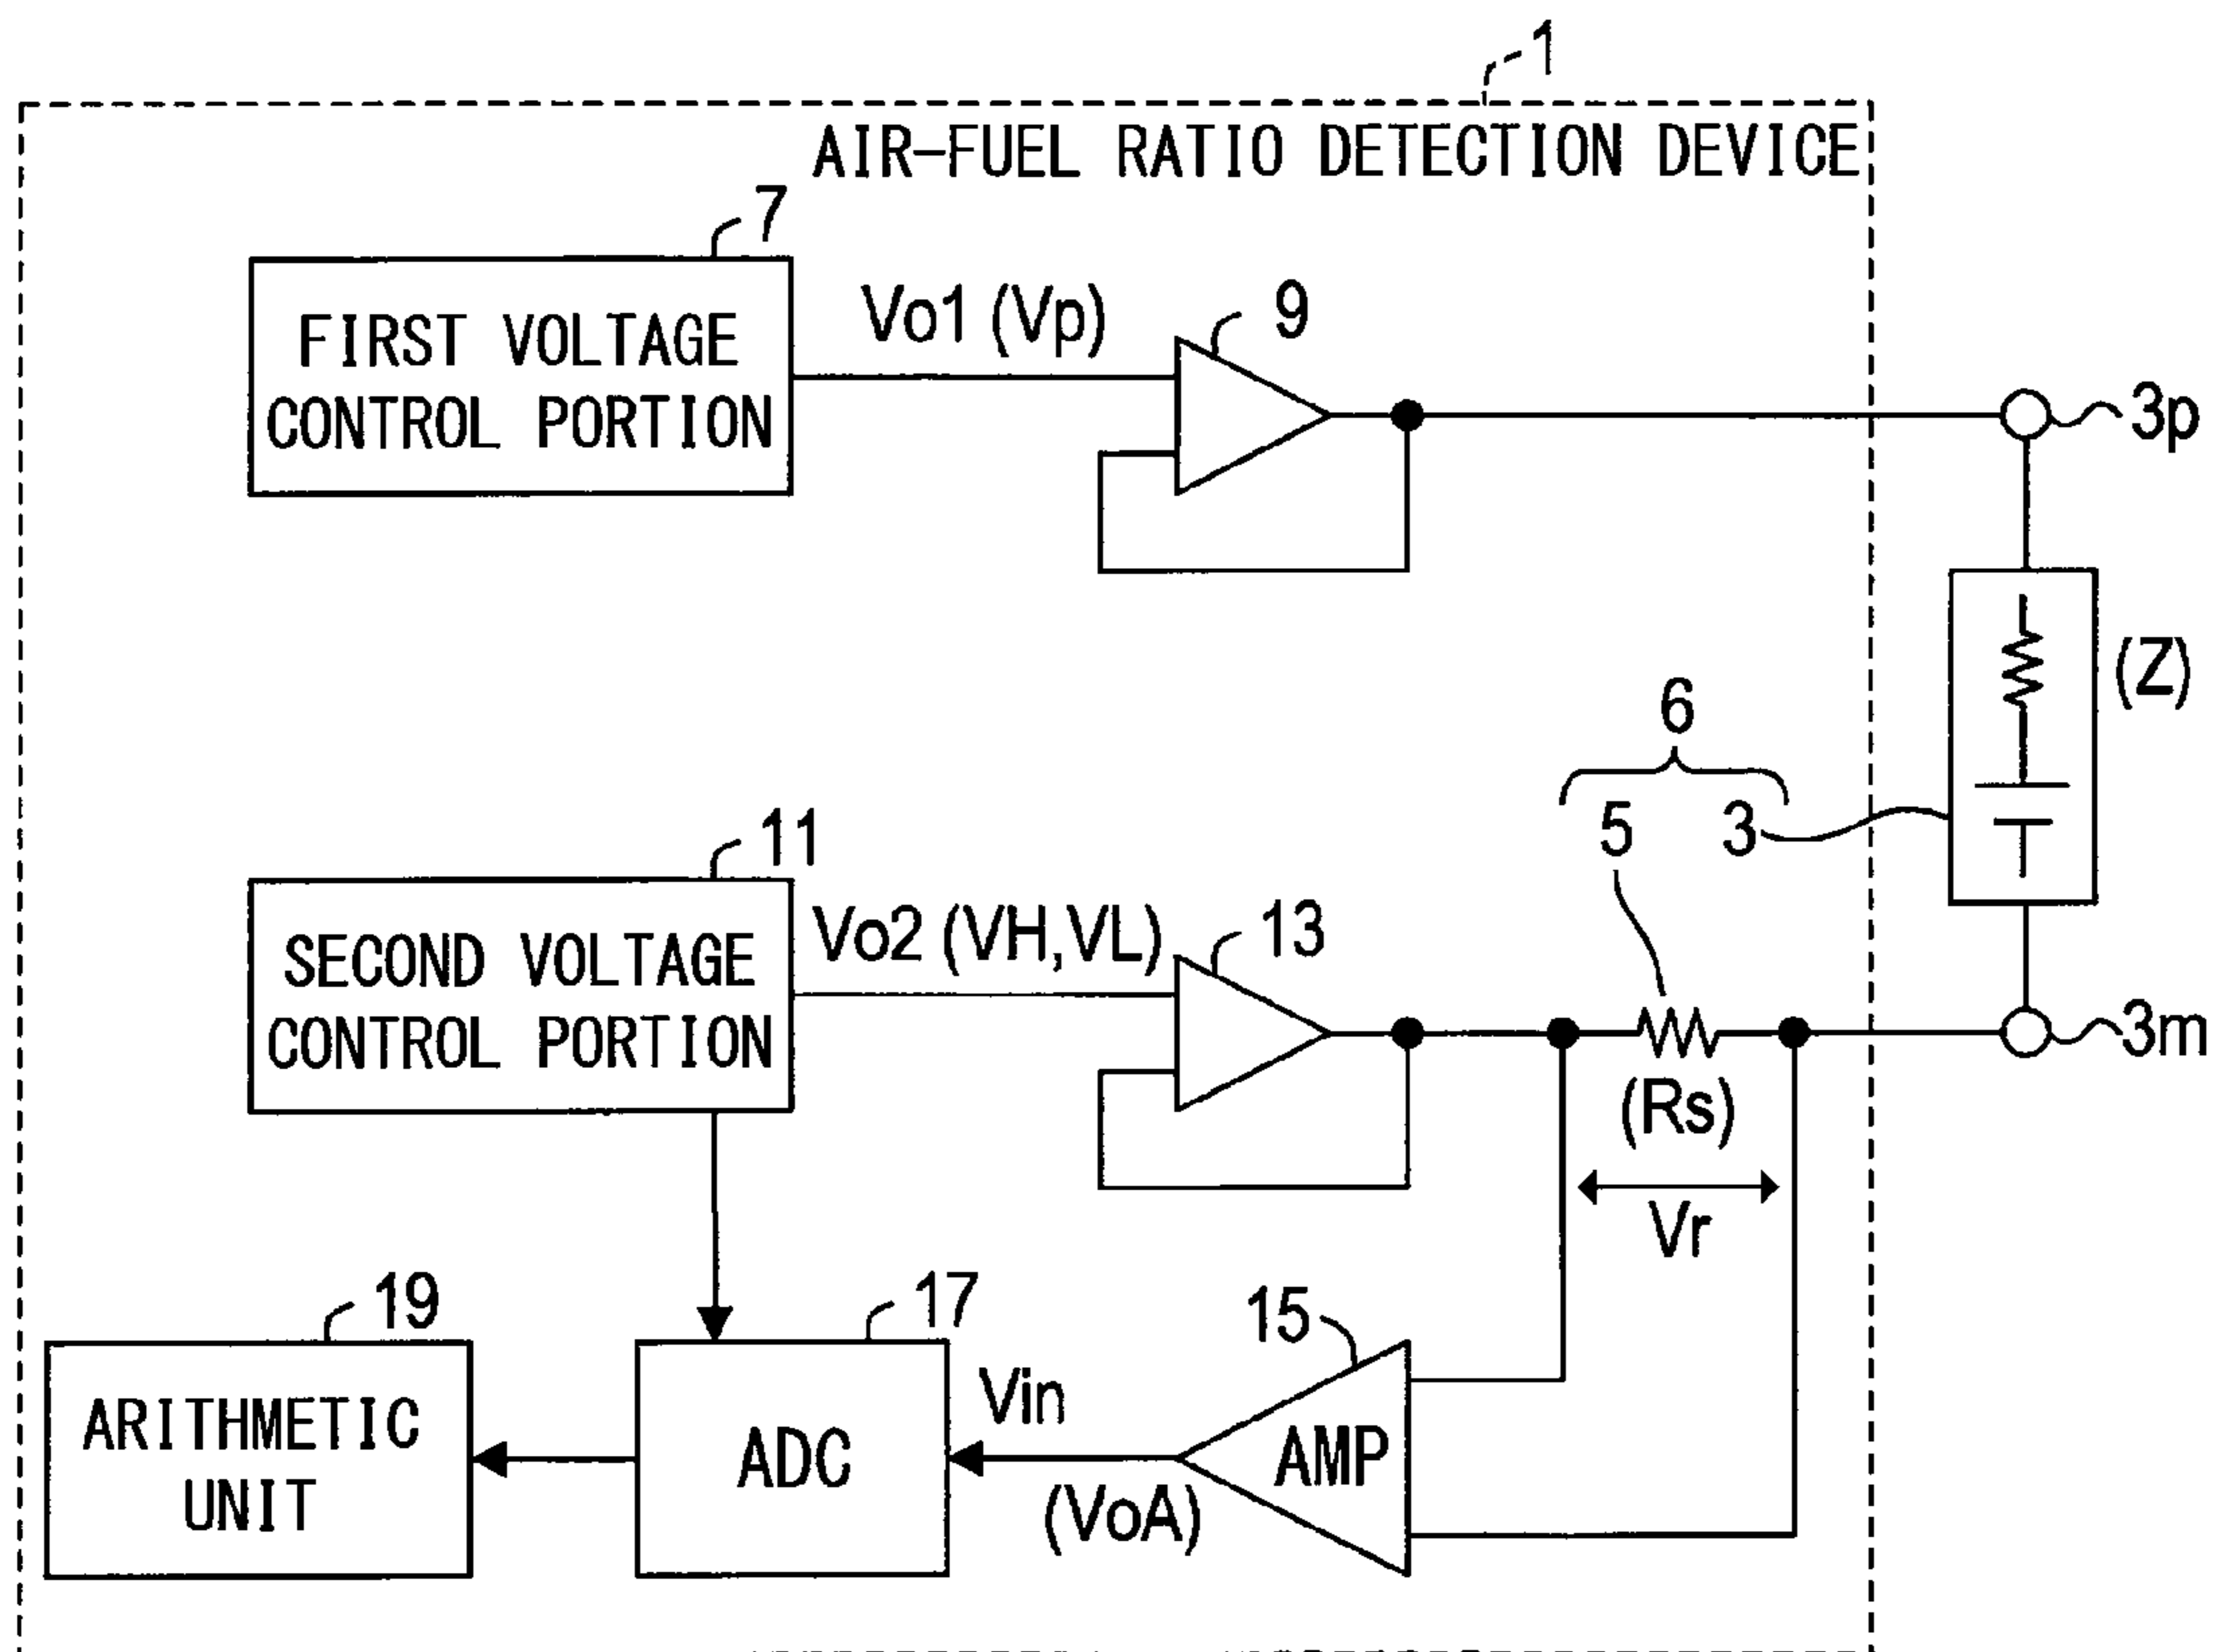 1
AIR-FUEL RATIO DETECTION DEVICE
7
FIRST VOLTAGE
CONTROL PORTION
Vo1 (Vp)
9
3p
(Z)
6
5 3
11
SECOND VOLTAGE
CONTROL PORTION
Vo2 (VH,VL)
13
3m
(Rs)
Vr
19
ARITHMETIC
UNIT
17
ADC
Vin
(VoA)
15
AMP